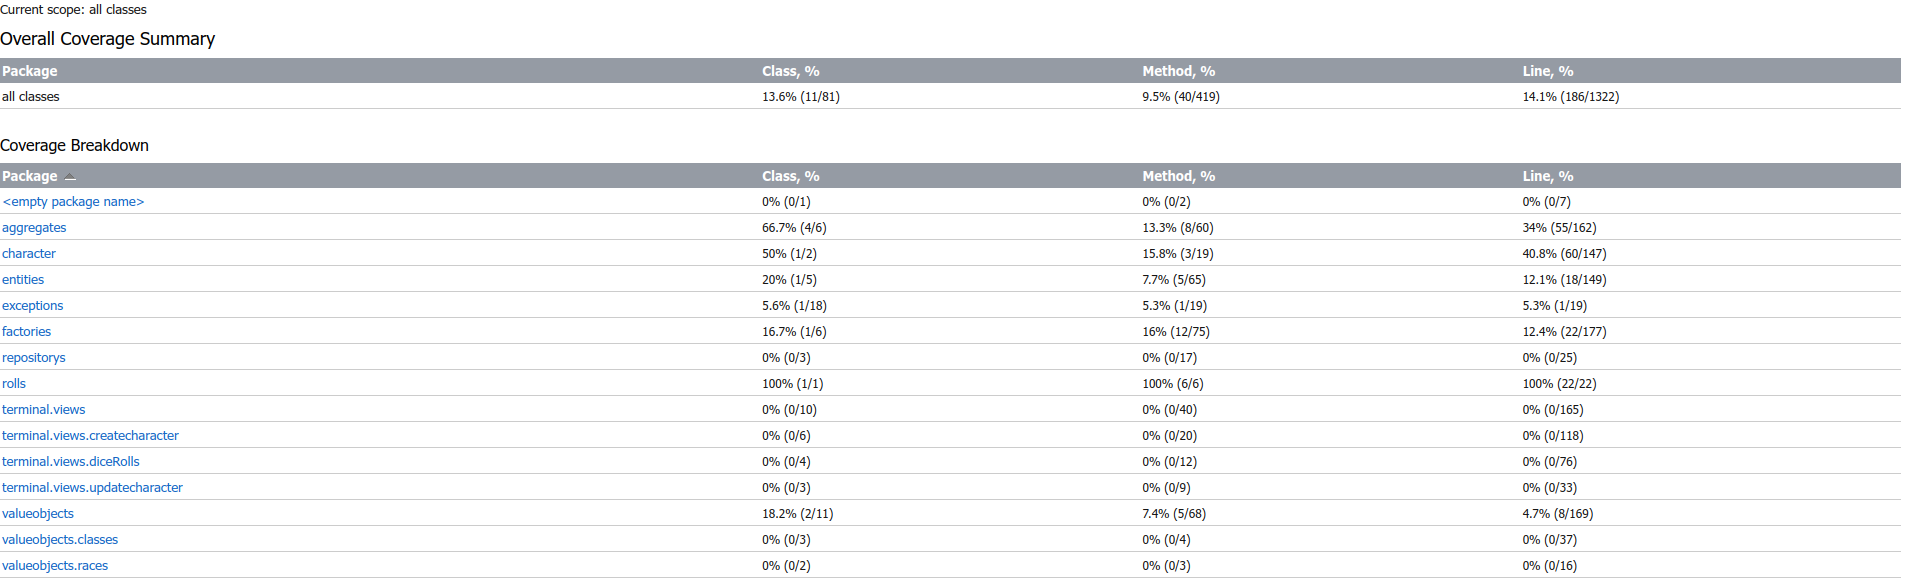 Current scope: all classes
Overall Coverage Summary
Package Class, % Method, % Line, %
all classes 13.6% (11/81) 9.5% (40/419) 14.1% (186/1322)
Coverage Breakdown
Package Class, % Method, % Line, %
<empty package name> 0% (0/1) 0% (0/2) 0% (0/7)
aggregates 66.7% (4/6) 13.3% (8/60) 34% (55/162)
character 50% (1/2) 15.8% (3/19) 40.8% (60/147)
entities 20% (1/5) 7.7% (5/65) 12.1% (18/149)
exceptions 5.6% (1/18) 5.3% (1/19) 5.3% (1/19)
factories 16.7% (1/6) 16% (12/75) 12.4% (22/177)
repositorys 0% (0/3) 0% (0/17) 0% (0/25)
rolls 100% (1/1) 100% (6/6) 100% (22/22)
terminal.views 0% (0/10) 0% (0/40) 0% (0/165)
terminal.views.createcharacter 0% (0/6) 0% (0/20) 0% (0/118)
terminal.views.diceRolls 0% (0/4) 0% (0/12) 0% (0/76)
terminal.views.updatecharacter 0% (0/3) 0% (0/9) 0% (0/33)
valueobjects 18.2% (2/11) 7.4% (5/68) 4.7% (8/169)
valueobjects.classes 0% (0/3) 0% (0/4) 0% (0/37)
valueobjects.races 0% (0/2) 0% (0/3) 0% (0/16)